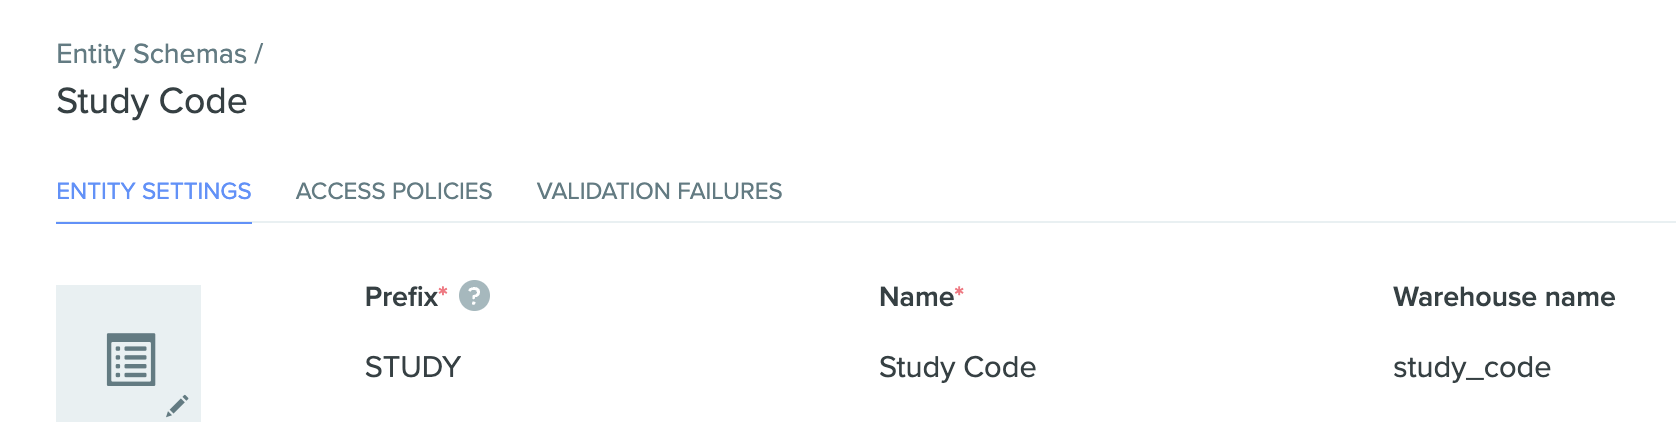 Entity Schemas /
Study Code
ENTITY SETTINGS ACCESS POLICIES VALIDATION FAILURES
Prefix* ? Name* Warehouse name
STUDY Study Code study_code